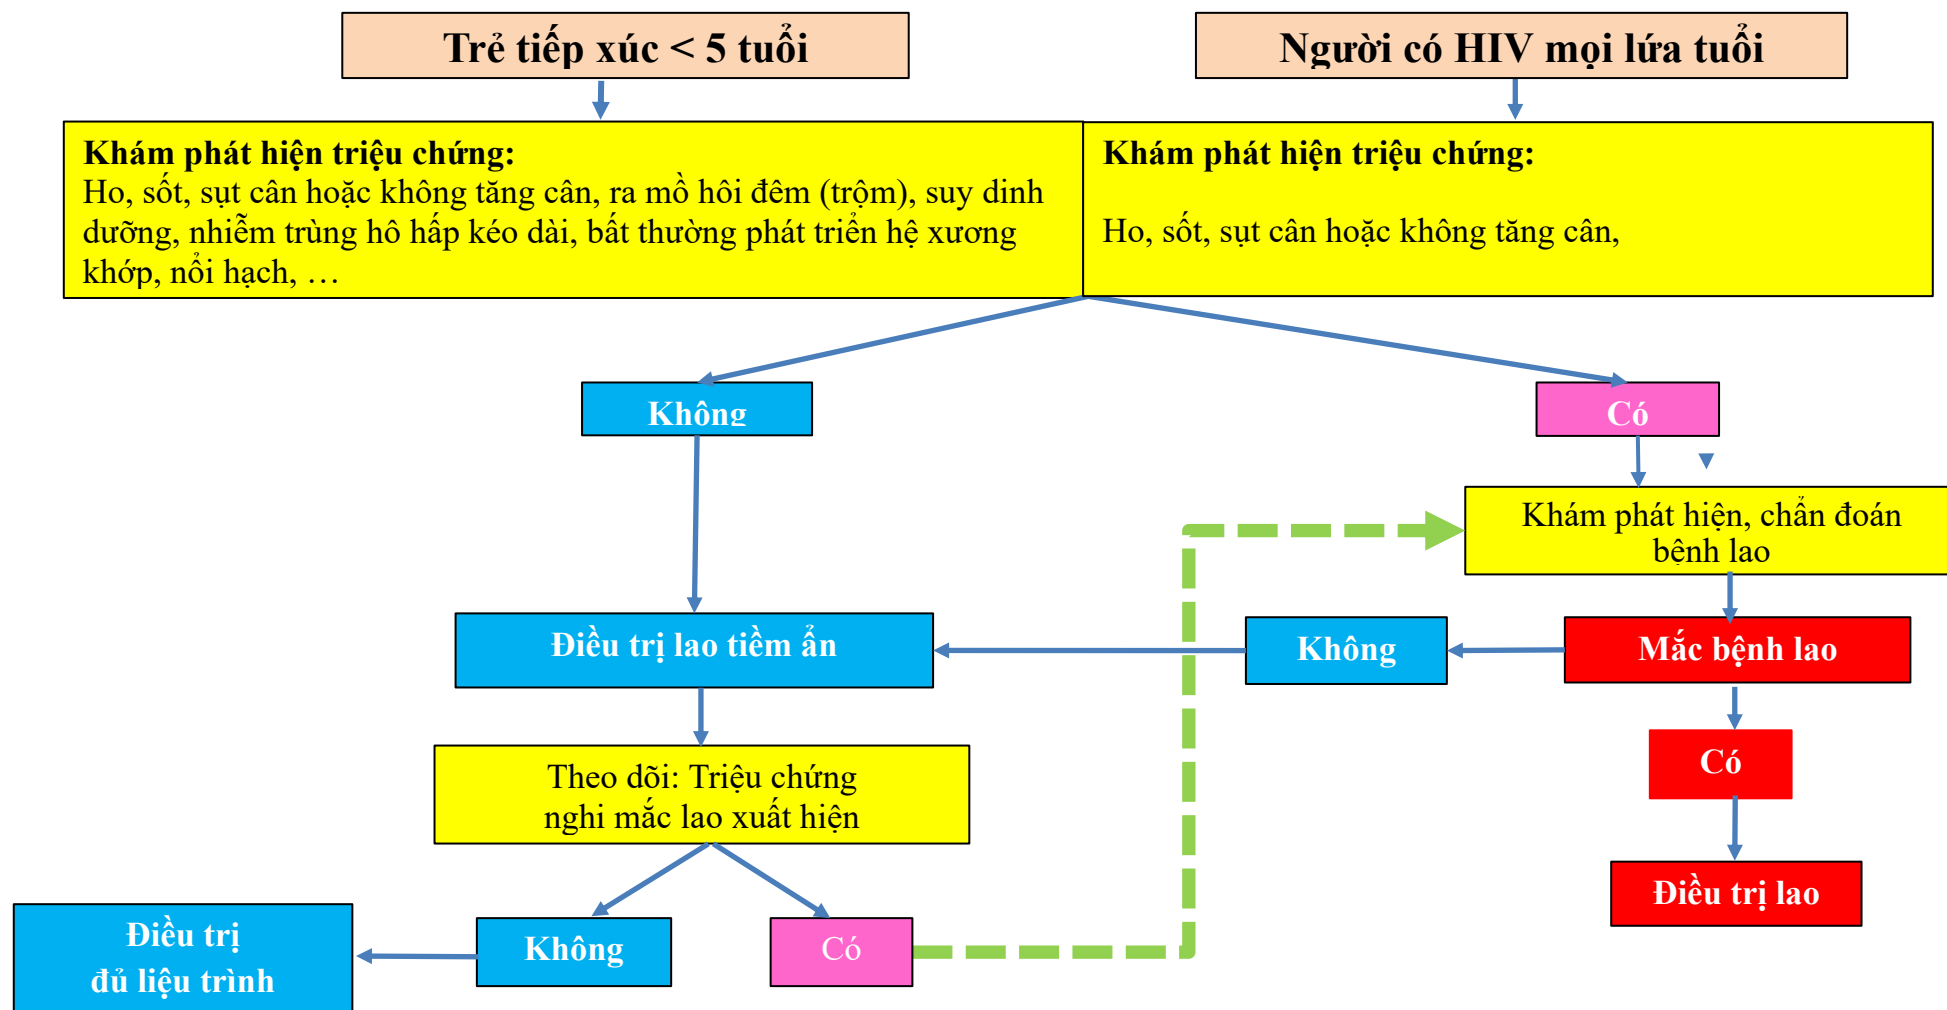 Trẻ tiếp xúc < 5 tuổi
Người có HIV mọi lứa tuổi
Khám phát hiện triệu chứng:
Ho, sốt, sụt cân hoặc không tăng cân, ra mồ hôi đêm (trộm), suy dinh
dưỡng, nhiễm trùng hô hấp kéo dài, bất thường phát triển hệ xương
khớp, nổi hạch, …
Khám phát hiện triệu chứng:
Ho, sốt, sụt cân hoặc không tăng cân,
Không
Có
Khám phát hiện, chẩn đoán
bệnh lao
Điều trị lao tiềm ẩn
Không
Mắc bệnh lao
Có
Theo dõi: Triệu chứng
nghi mắc lao xuất hiện
Điều trị lao
Điều trị
đủ liệu trình
Không
Có